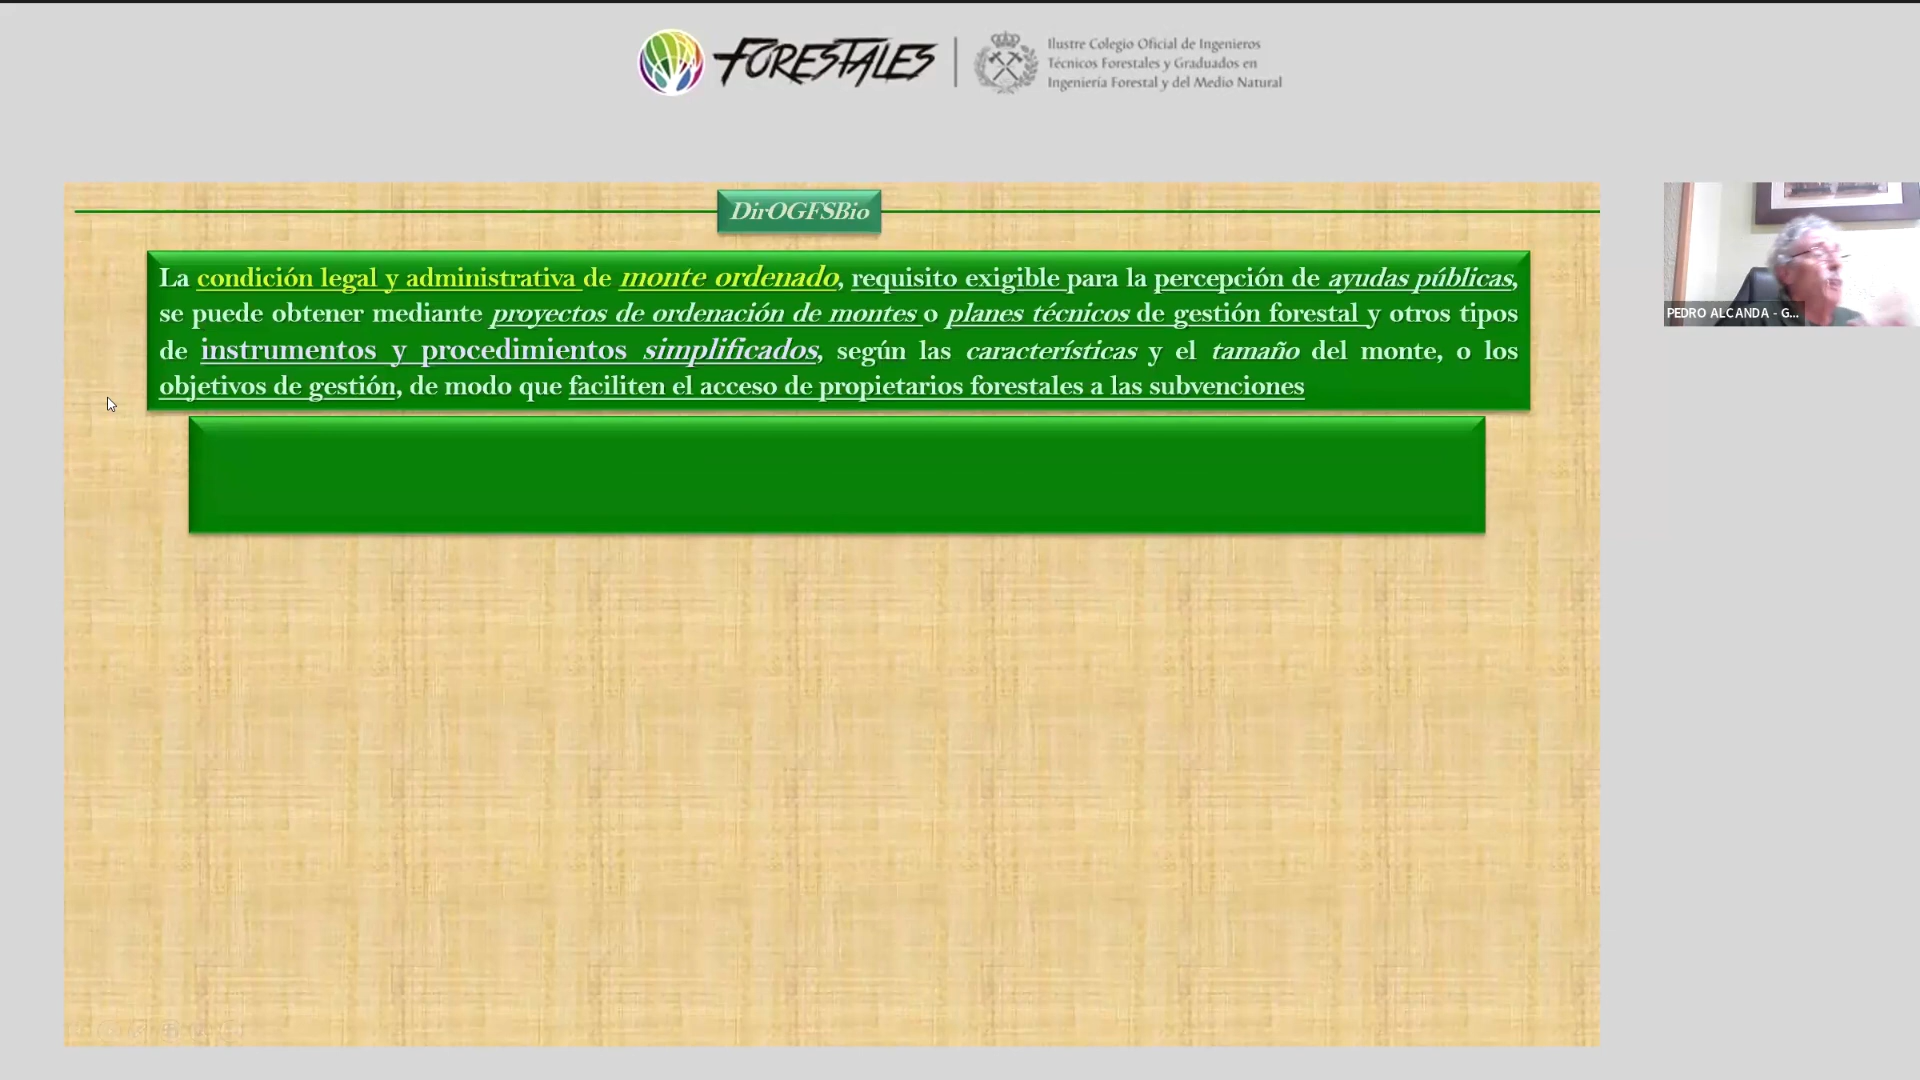 FORESTALES
Ilustre Colegio Oficial de Ingenieros
Técnicos Forestales y Graduados en
Ingeniería Forestal y del Medio Natural
DirOGFSBio
La condición legal y administrativa de monte ordenado, requisito exigible para la percepción de ayudas públicas,
se puede obtener mediante proyectos de ordenación de montes o planes técnicos de gestión forestal y otros tipos
de instrumentos y procedimientos simplificados, según las características y el tamaño del monte, o los
objetivos de gestión, de modo que faciliten el acceso de propietarios forestales a las subvenciones
PEDRO ALCANDA - G...